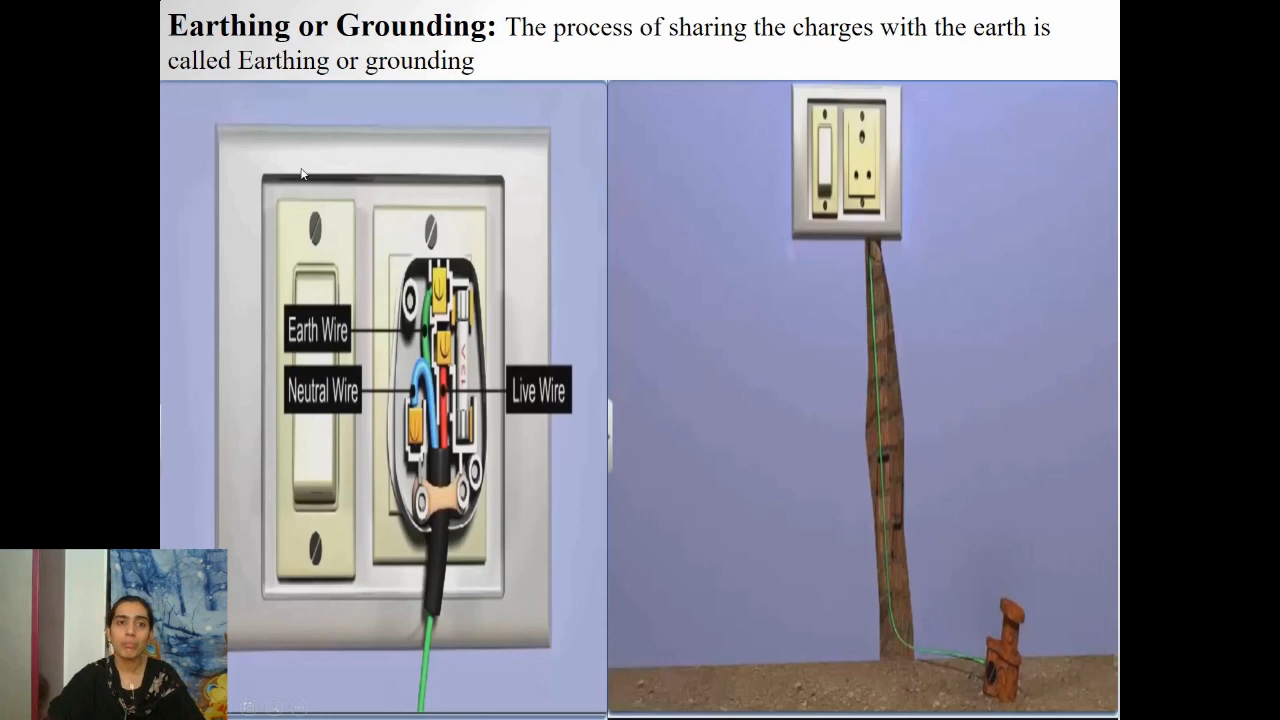 Earthing or Grounding: The process of sharing the charges with the earth is
called Earthing or grounding
Earth Wire
Neutral Wire
Live Wire